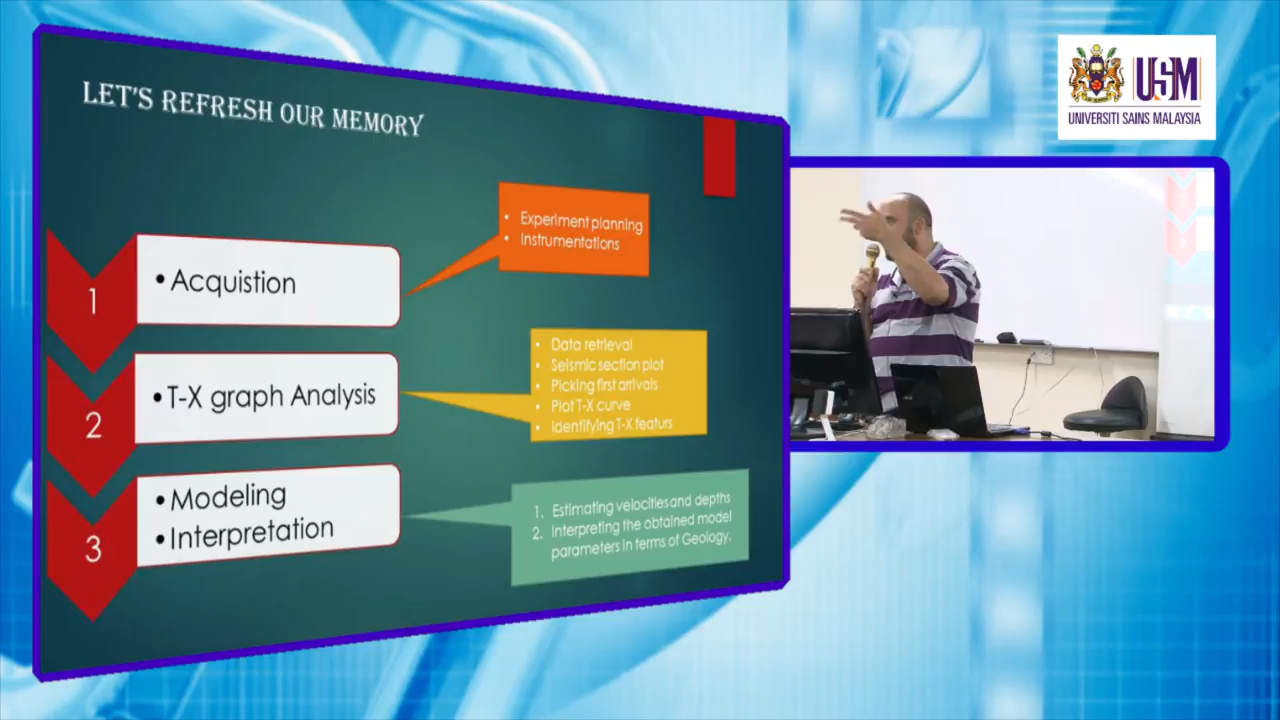 LET'S REFRESH OUR MEMORY
1
• Acquistion
• Experiment planning
• Instrumentations
2
• T-X graph Analysis
• Data retrieval
• Seismic section plot
• Picking first arrivals
• Plot T-X curve
• Identifying T-X featurs
3
• Modeling
• Interpretation
1. Estimating velocities and depths
2. Interpreting the obtained model
parameters in terms of Geology.
USM
UNIVERSITI SAINS MALAYSIA